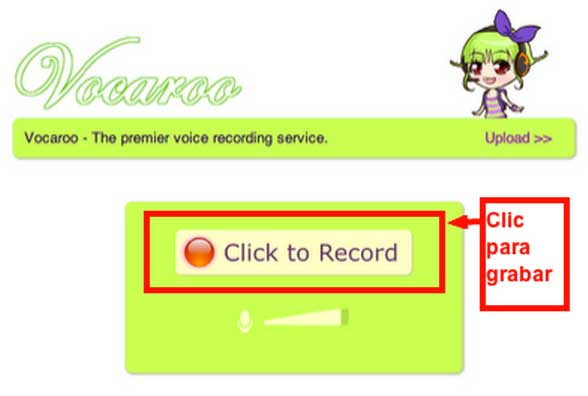 Vocaroo
Vocaroo - The premier voice recording service. Upload >>
Click to Record
Clic
para
grabar